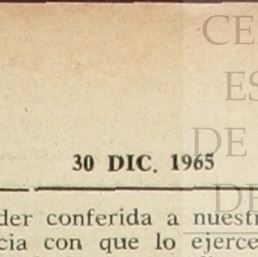 CE
ES
DE
DE
30 DIC. 1965
der conferida a nuestr
cia con que lo ejerce